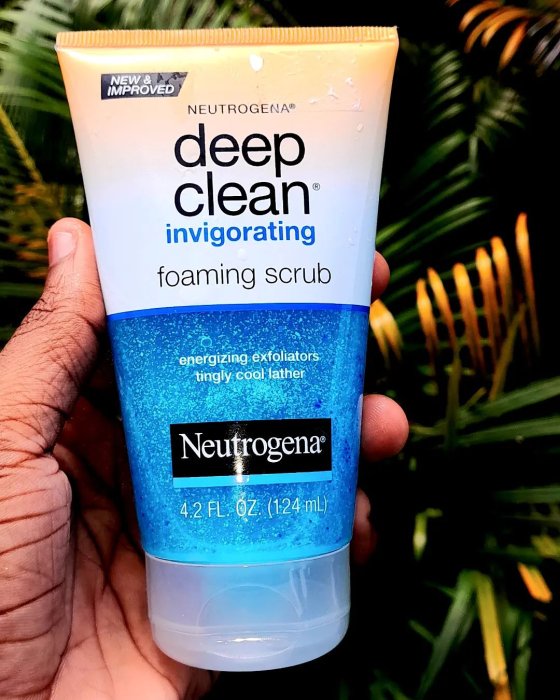 NEW &
IMPROVED
NEUTROGENA®
deep
clean®
invigorating
foaming scrub
energizing exfoliators
tingly cool lather
Neutrogena®
4.2 FL. OZ. (124 mL)